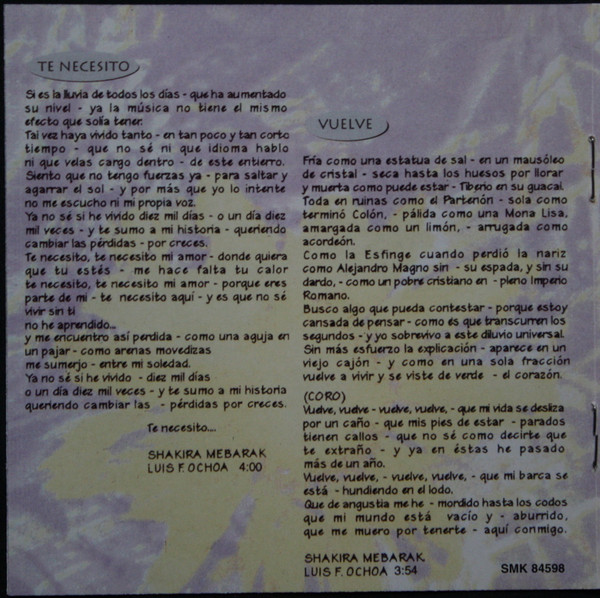 TE NECESITO
Si es la lluvia de todos los días - que ha aumentado
su nivel - ya la música no tiene el mismo
efecto que solía tener.
Tal vez haya vivido tanto - en tan poco y tan corto
tiempo - que no sé ni que idioma hablo
ni que velas cargo dentro - de este entierro.
Siento que no tengo fuerzas ya - para saltar y
agarrar el sol - y por más que yo lo intente
no me escucho ni mi propia voz.
Ya no sé si he vivido diez mil días - o un día diez
mil veces - y te sumo a mi historia - queriendo
cambiar las pérdidas - por creces.
Te necesito, te necesito mi amor - donde quiera
que tu estés - me hace falta tu calor
te necesito, te necesito mi amor - porque eres
parte de mi - te necesito aquí - y es que no sé
vivir sin ti
no he aprendido...
y me encuentro así perdida - como una aguja en
un pajar - como arenas movedizas
me sumerjo - entre mi soledad.
Ya no sé si he vivido - diez mil días
o un día diez mil veces - y te sumo a mi historia
queriendo cambiar las - pérdidas por creces.
Te necesito...
SHAKIRA MEBARAK
LUIS F. OCHOA 4:00
VUELVE
Fría como una estatua de sal - en un mausóleo
de cristal - seca hasta los huesos por llorar
y muerta como puede estar - Tiberio en su guacal.
Toda en ruinas como el Partenón - sola como
terminó Colón, - pálida como una Mona Lisa,
amargada como un limón, - arrugada como
acordeón.
Como la Esfinge cuando perdió la nariz
como Alejandro Magno sin - su espada, y sin su
dardo, - como un pobre cristiano en - pleno Imperio
Romano.
Busco algo que pueda contestar - porque estoy
cansada de pensar - como es que transcurren los
segundos - y yo sobrevivo a este diluvio universal.
Sin más esfuerzo la explicación - aparece en un
viejo cajón - y como en una sola fracción
vuelve a vivir y se viste de verde - el corazón.
(CORO)
Vuelve, vuelve - vuelve, vuelve, - que mi vida se desliza
por un caño - que mis pies de estar - parados
tienen callos - que no sé como decirte que
te extraño - y ya en éstas he pasado
más de un año.
Vuelve, vuelve, - vuelve, vuelve, - que mi barca se
está - hundiendo en el lodo.
Que de angustia me he - mordido hasta los codos
que mi mundo está vacío y - aburrido,
que me muero por tenerte - aquí conmigo.
SHAKIRA MEBARAK
LUIS F. OCHOA 3:54
SMK 84598